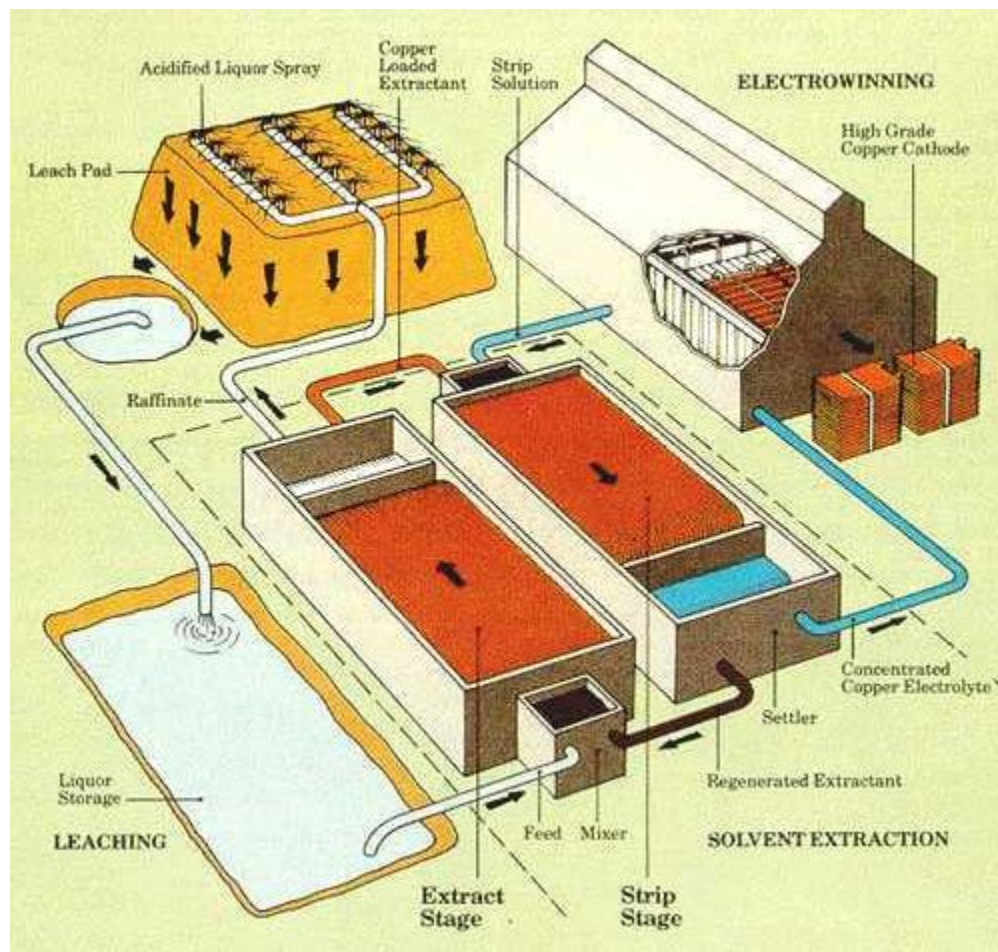 Copper
Loaded
Extractant
Strip
Solution
Acidified Liquor Spray
ELECTROWINNING
High Grade
Copper Cathode
Leach Pad
Raffinate
Concentrated
Copper Electrolyte
Settler
Regenerated Extractant
Liquor
Storage
Feed
Mixer
LEACHING
SOLVENT EXTRACTION
Extract
Stage
Strip
Stage